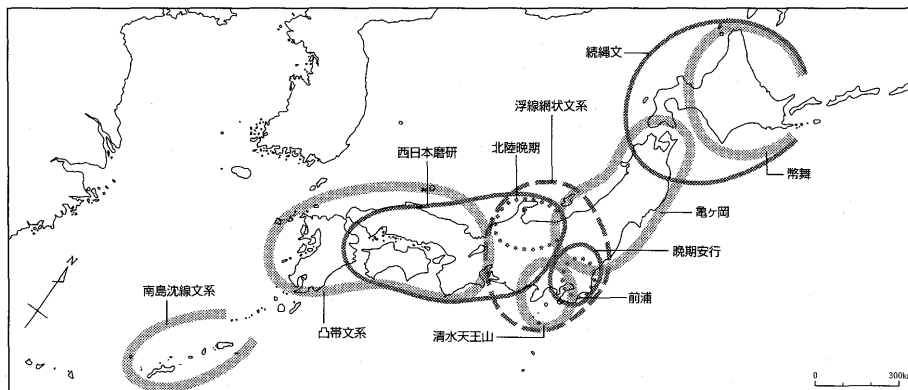 続縄文
浮線網状文系
北陸晩期
西日本磨研
幣舞
亀ヶ岡
晩期安行
前浦
清水天王山
凸帯文系
南島沈線文系
N
0 300km